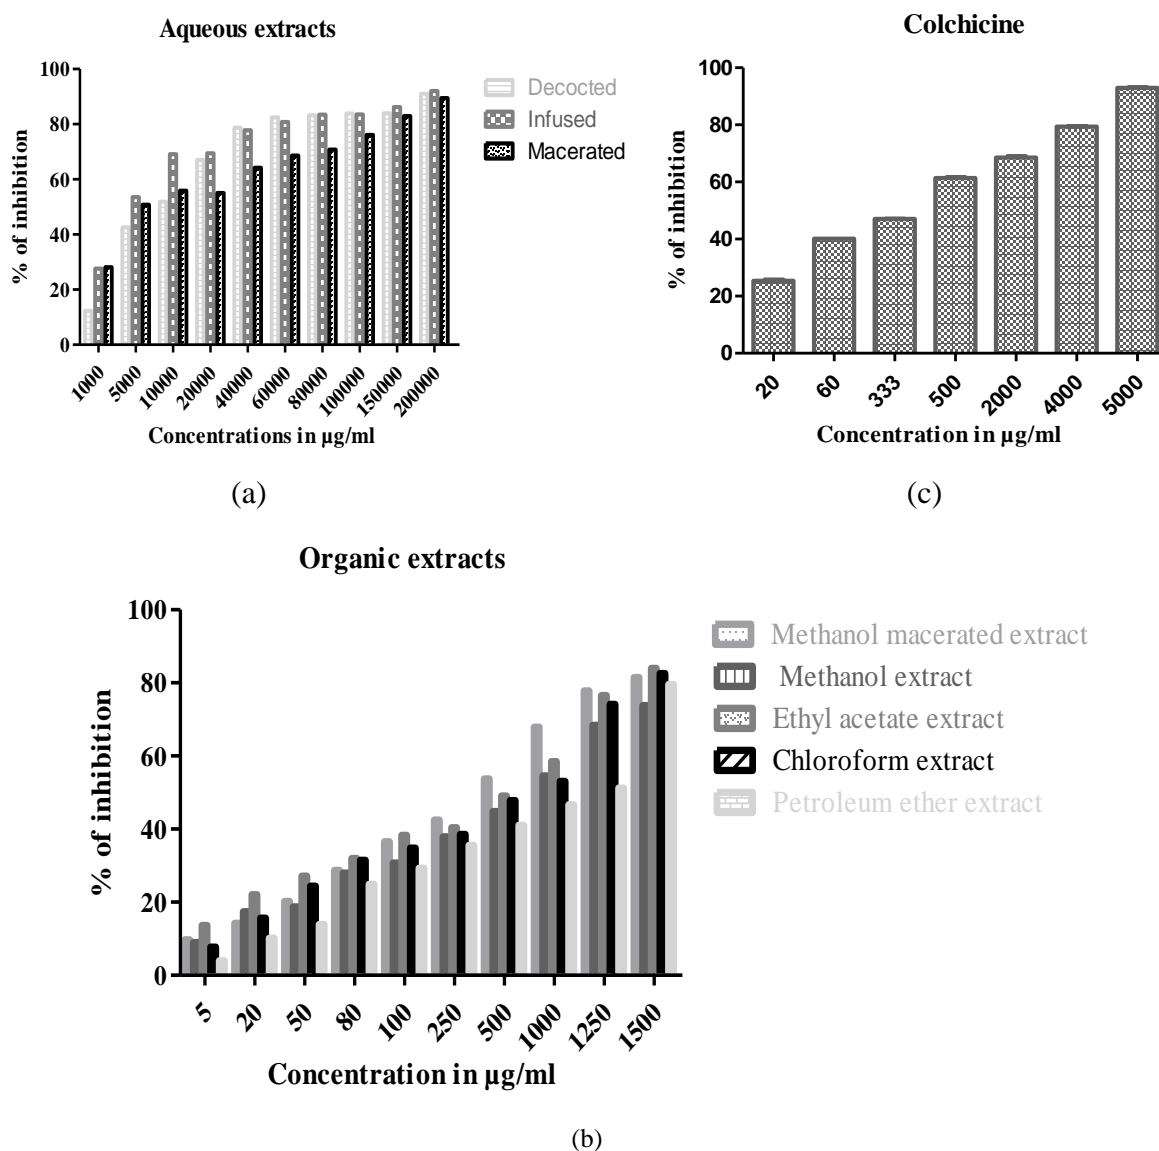 Aqueous extracts
% of inhibition
100
80
60
40
20
0
1000
5000
10000
20000
40000
60000
80000
100000
150000
200000
Concentrations in µg/ml
Decocted
Infused
Macerated
(a)
Colchicine
% of inhibition
100
80
60
40
20
0
20
60
333
500
2000
4000
5000
Concentration in µg/ml
(c)
Organic extracts
% of inhibition
100
80
60
40
20
0
5
20
50
80
100
250
500
1000
1250
1500
Concentration in µg/ml
Methanol macerated extract
Methanol extract
Ethyl acetate extract
Chloroform extract
Petroleum ether extract
(b)